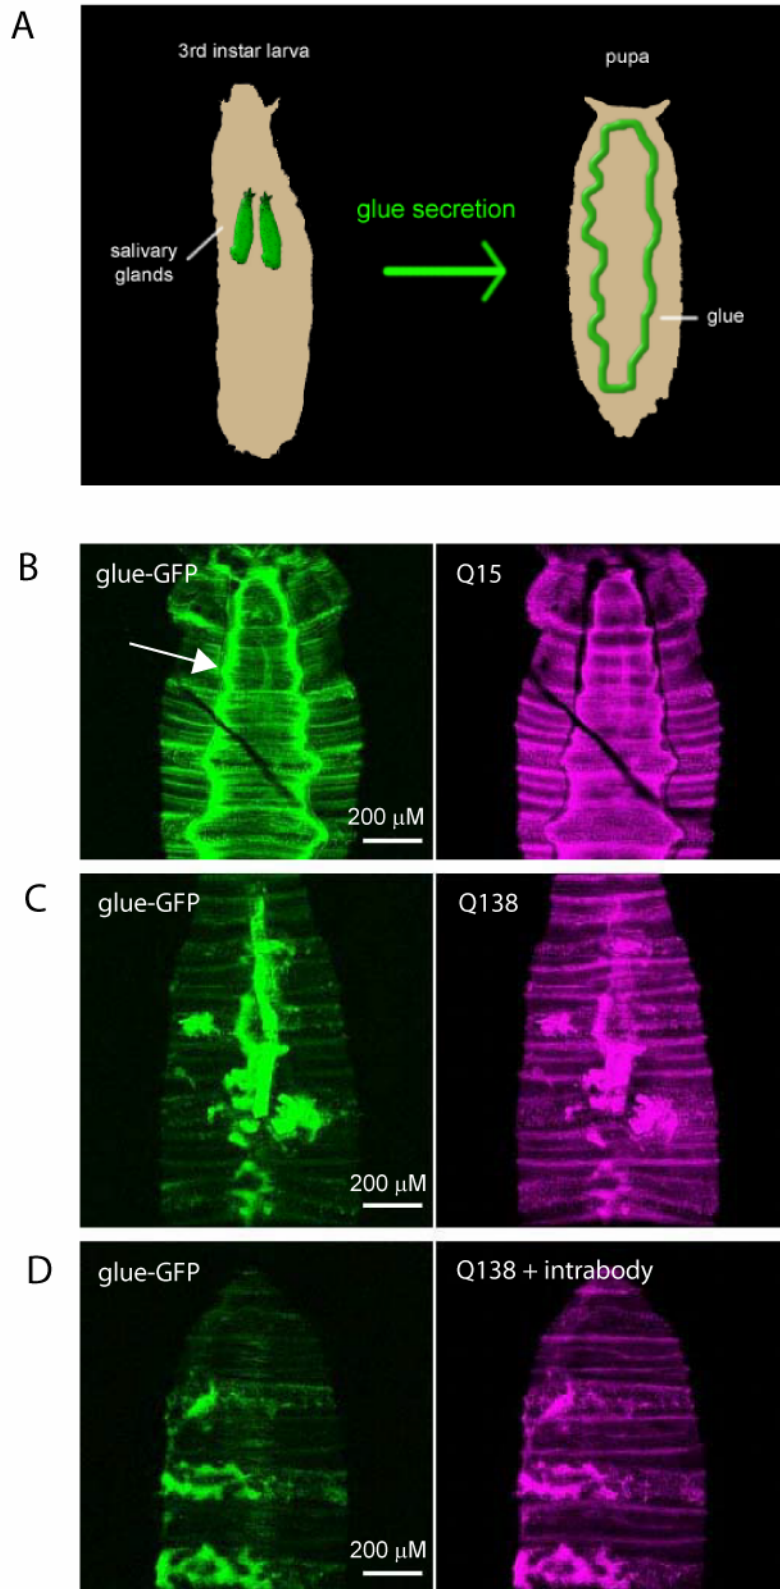 A
3rd instar larva
pupa
glue secretion
salivary
glands
glue
B
glue-GFP
Q15
200 µM
C
glue-GFP
Q138
200 µM
D
glue-GFP
Q138 + intrabody
200 µM